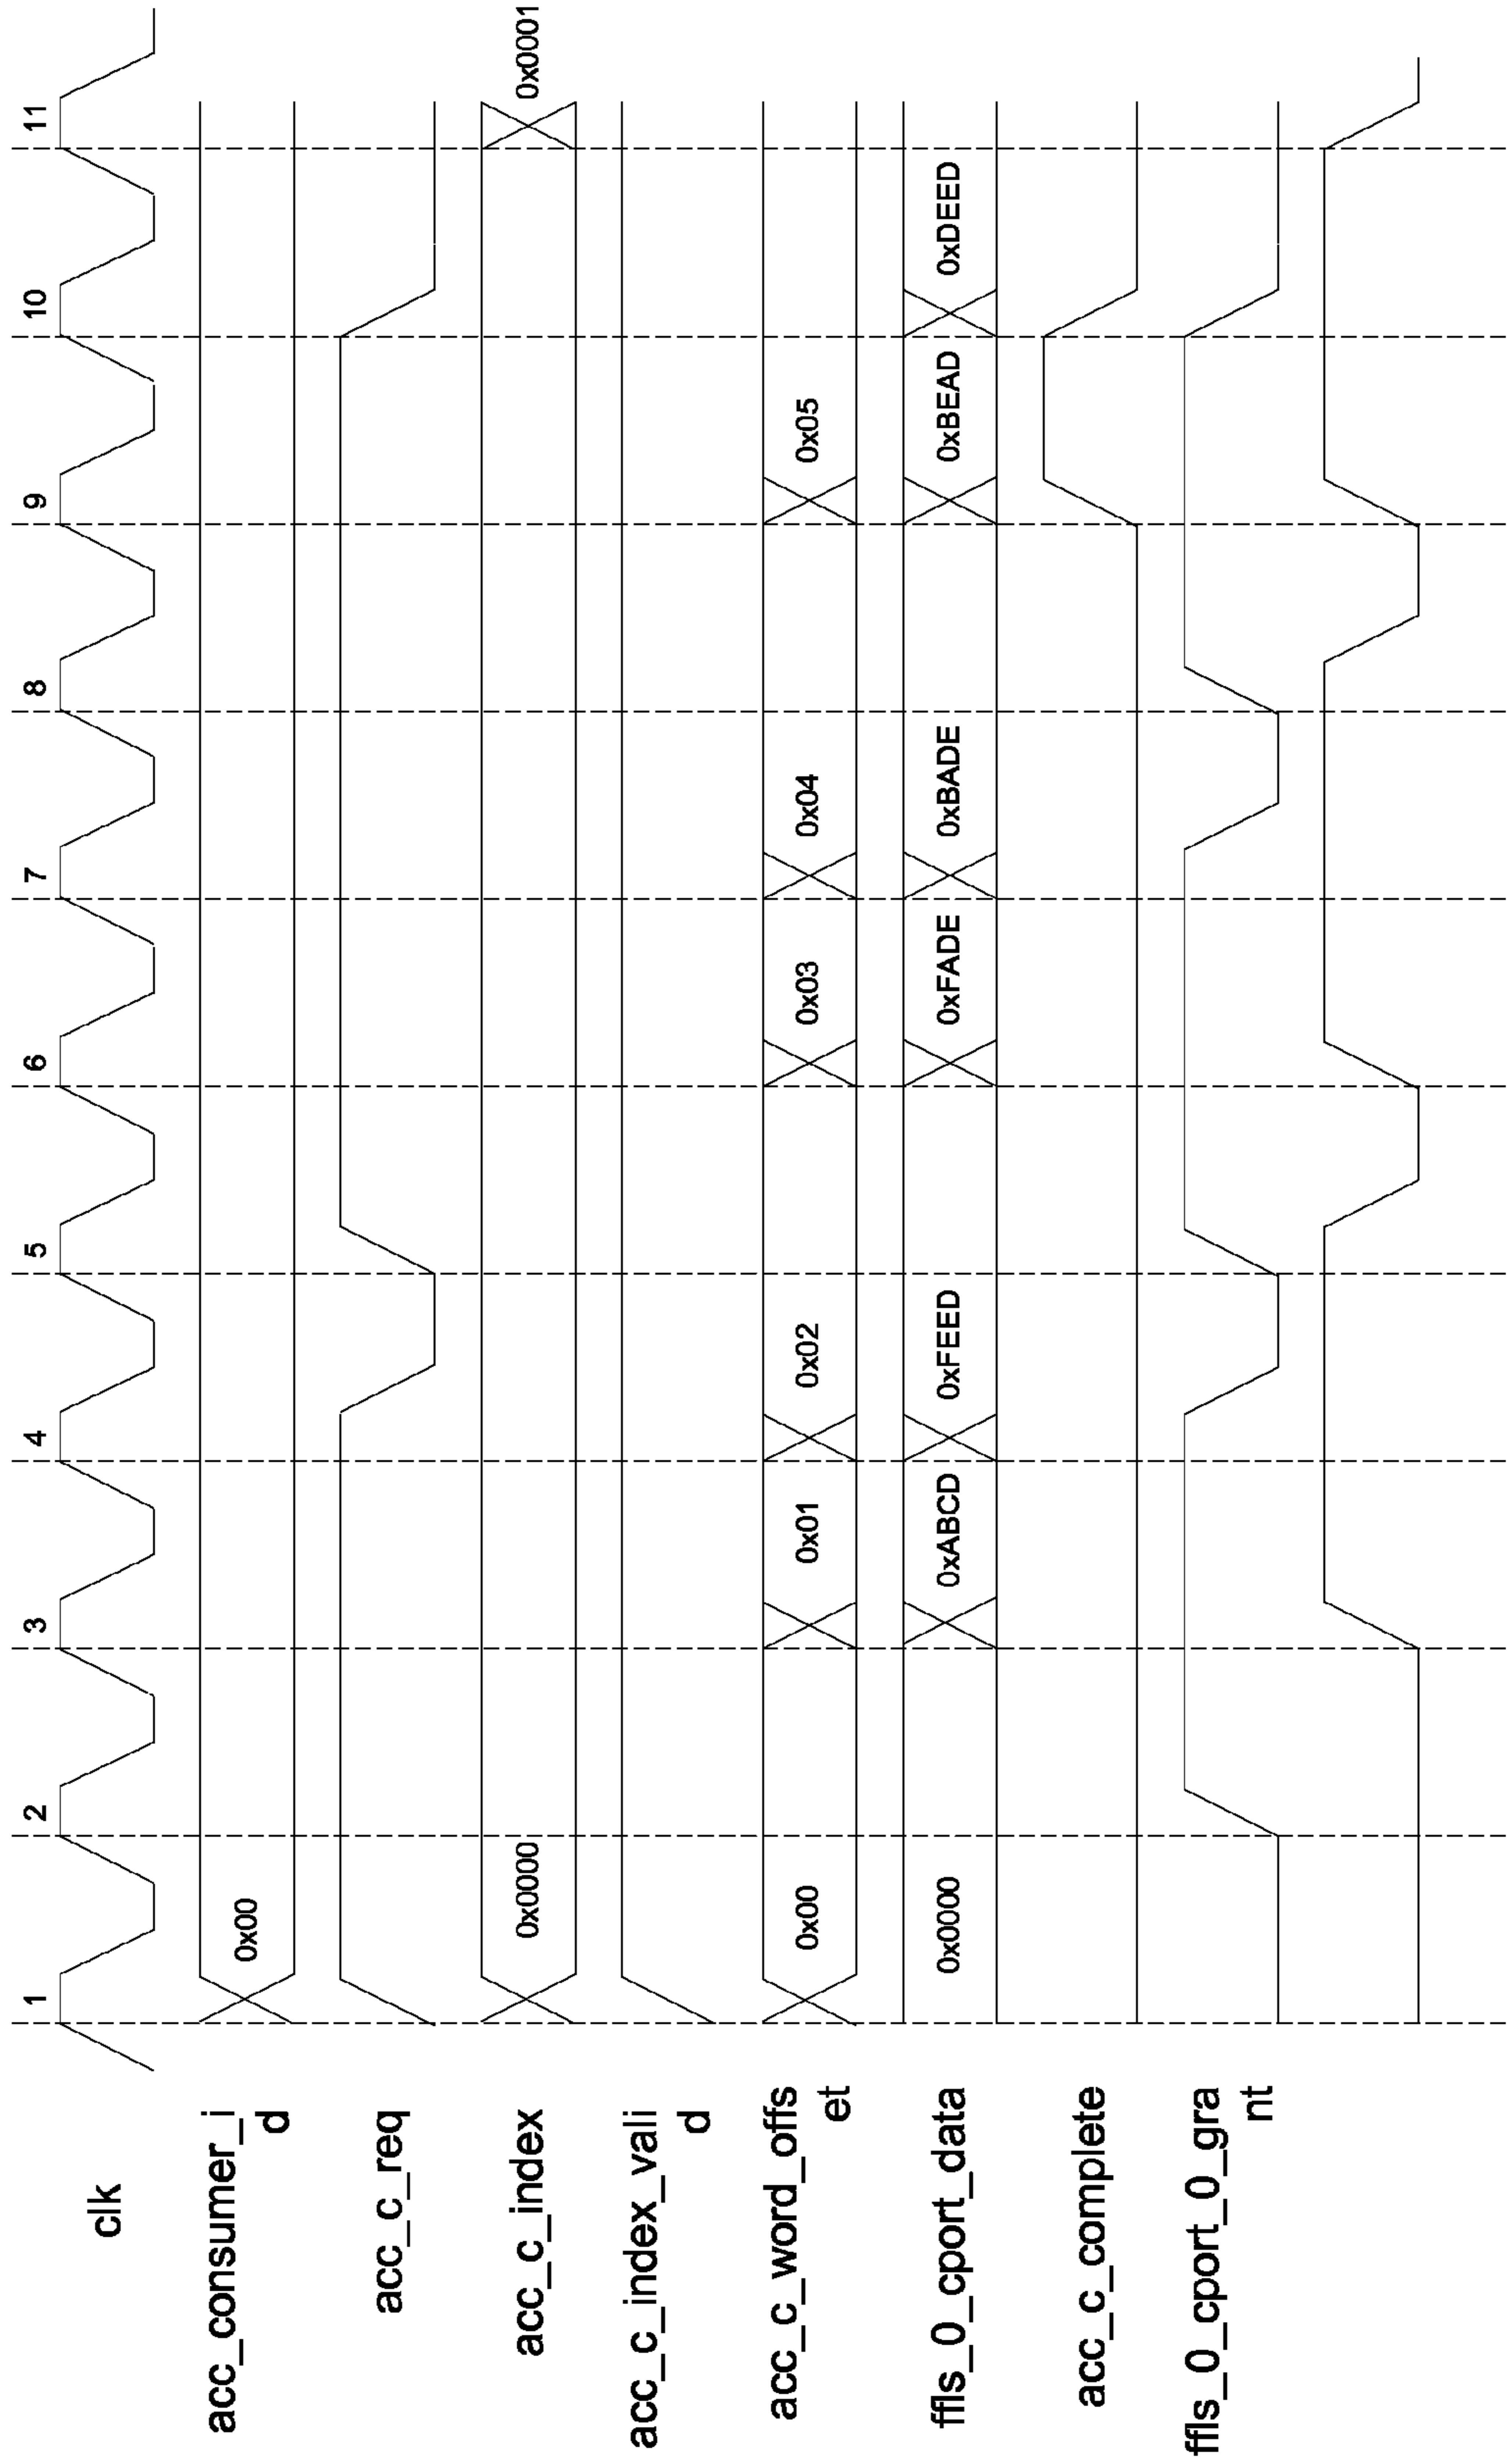 1 2 3 4 5 6 7 8 9 10 11
clk
acc_consumer_i
d
0x00
acc_c_req
acc_c_index
0x0000
0x0001
acc_c_index_vali
d
acc_c_word_offs
et
0x00 0x01 0x02 0x03 0x04 0x05
ffls_0_cport_data
0x0000 0xABCD 0xFEED 0xFADE 0xBADE 0xBEAD 0xDEED
acc_c_complete
ffls_0_cport_0_gra
nt